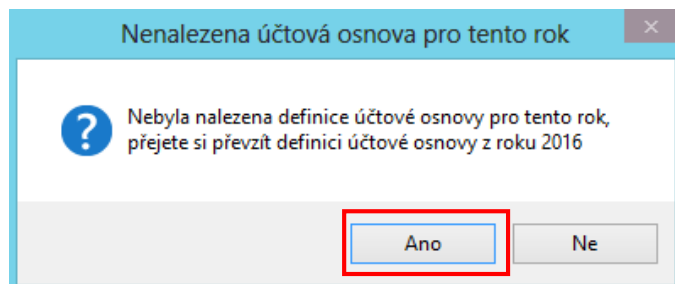 Nenalezena účtová osnova pro tento rok
Nebyla nalezena definice účtové osnovy pro tento rok,
přejete si převzít definici účtové osnovy z roku 2016
Ano
Ne